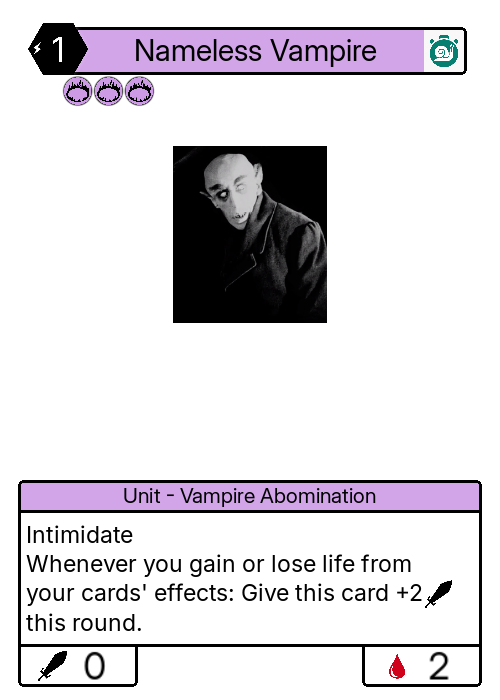 1 Nameless Vampire
Unit - Vampire Abomination
Intimidate
Whenever you gain or lose life from
your cards' effects: Give this card +2
this round.
0 2